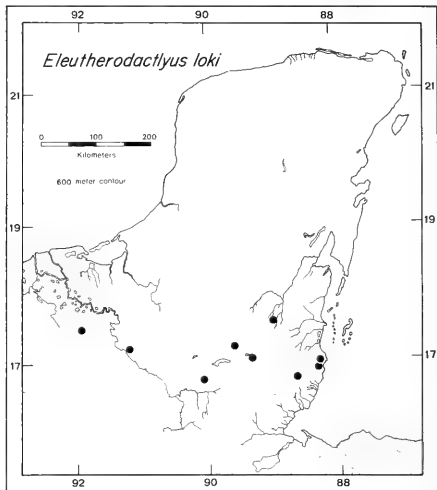 92 90 88
Eleutherodactlyus loki
21 21
0 100 200
Kilometers
600 meter contour
19 19
17 17
92 90 88